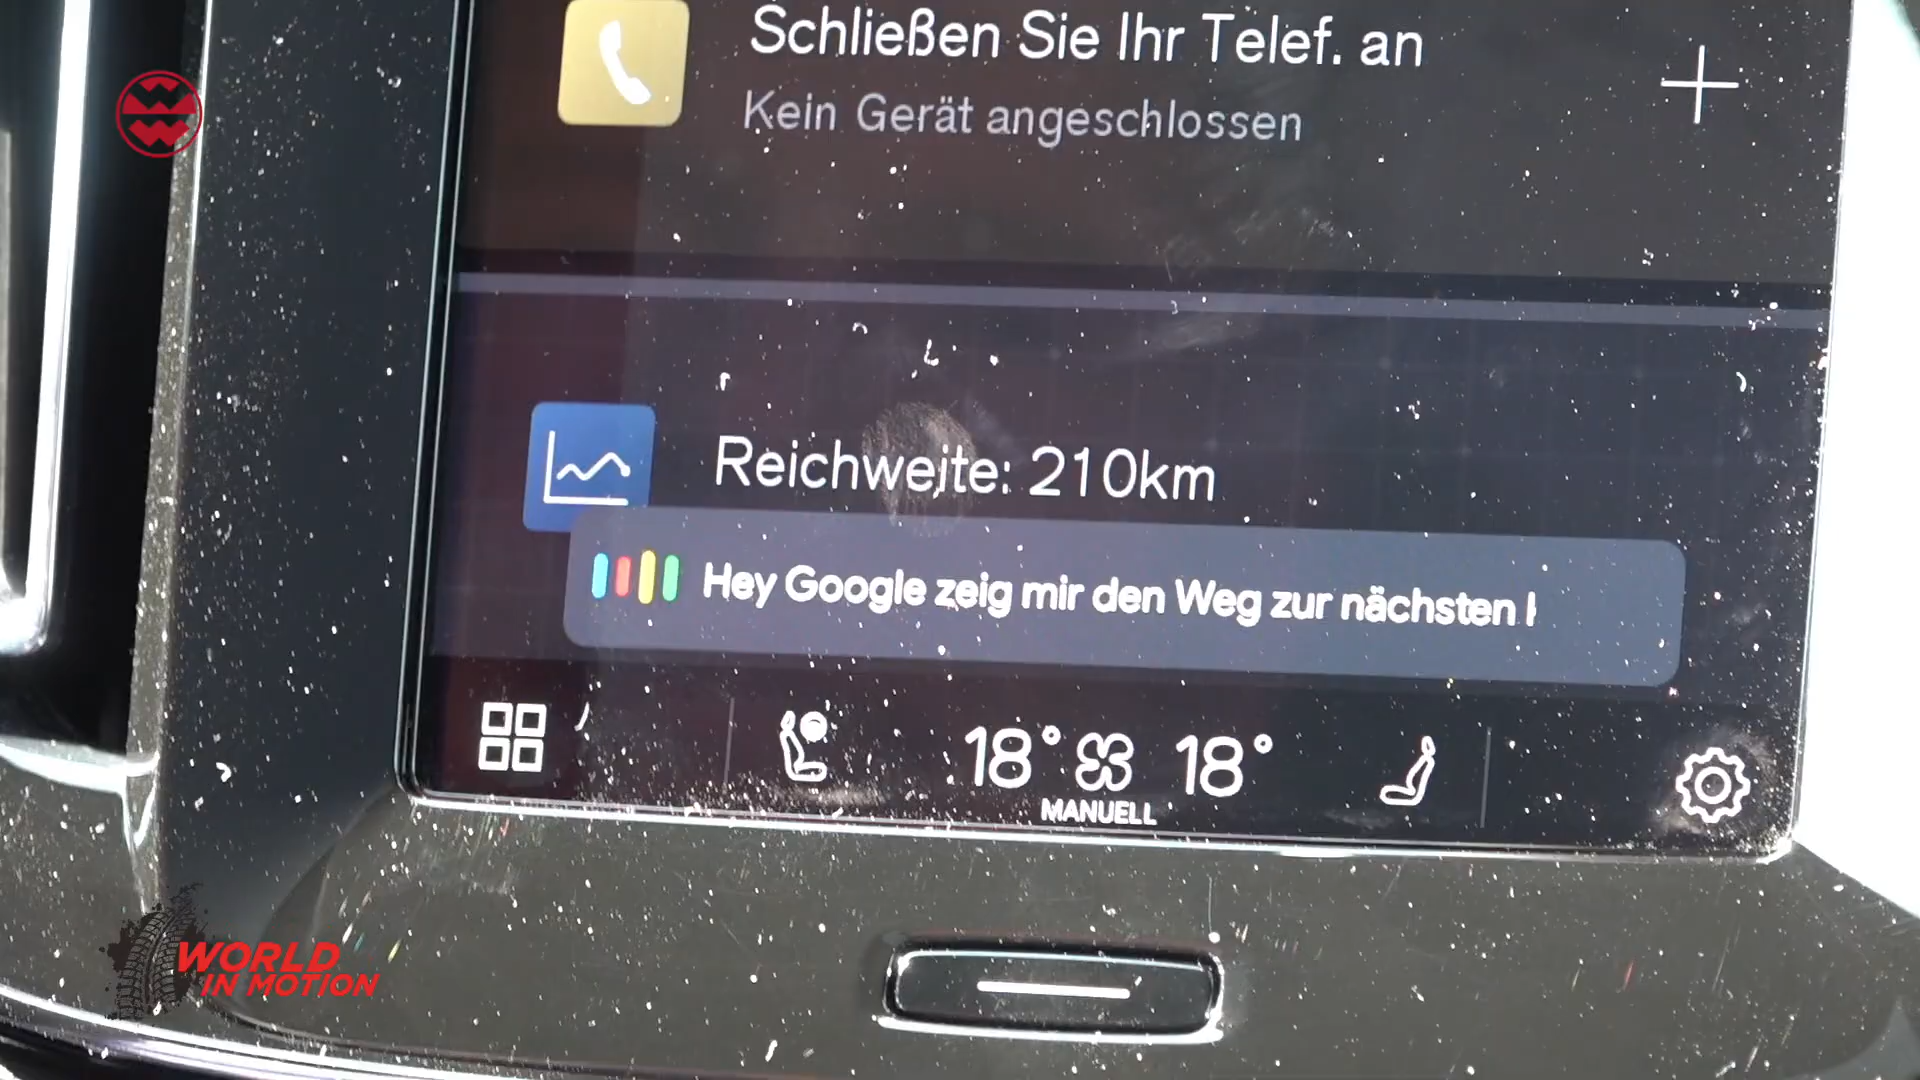 Schließen Sie Ihr Telef. an
Kein Gerät angeschlossen
Reichweite: 210km
Hey Google zeig mir den Weg zur nächsten
18° 18°
MANUELL
WORLD
IN MOTION